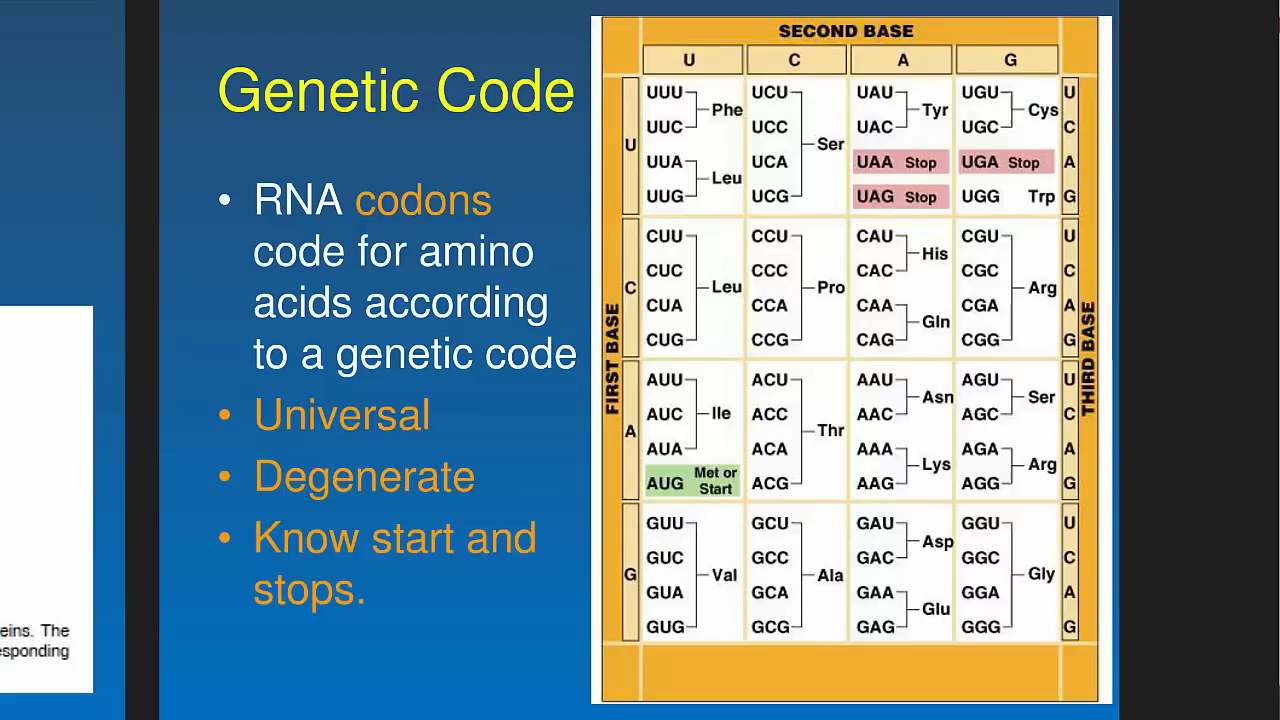 Genetic Code
• RNA codons
code for amino
acids according
to a genetic code
• Universal
• Degenerate
• Know start and
stops.
eins. The
esponding
SECOND BASE
U C A G
FIRST BASE
THIRD BASE
U
UUU UCU UAU UGU U
Phe Tyr Cys
UUC UCC UAC UGC C
Ser
UUA UCA UAA Stop UGA Stop A
Leu
UUG UCG UAG Stop UGG Trp G
C
CUU CCU CAU CGU U
His
CUC CCC CAC CGC C
Leu Pro Arg
CUA CCA CAA CGA A
Gln
CUG CCG CAG CGG G
A
AUU ACU AAU AGU U
Asn Ser
AUC Ile ACC AAC AGC C
Thr
AUA ACA AAA AGA A
Lys Arg
AUG Met or Start ACG AAG AGG G
G
GUU GCU GAU GGU U
Asp
GUC GCC GAC GGC C
Val Ala Gly
GUA GCA GAA GGA A
Glu
GUG GCG GAG GGG G